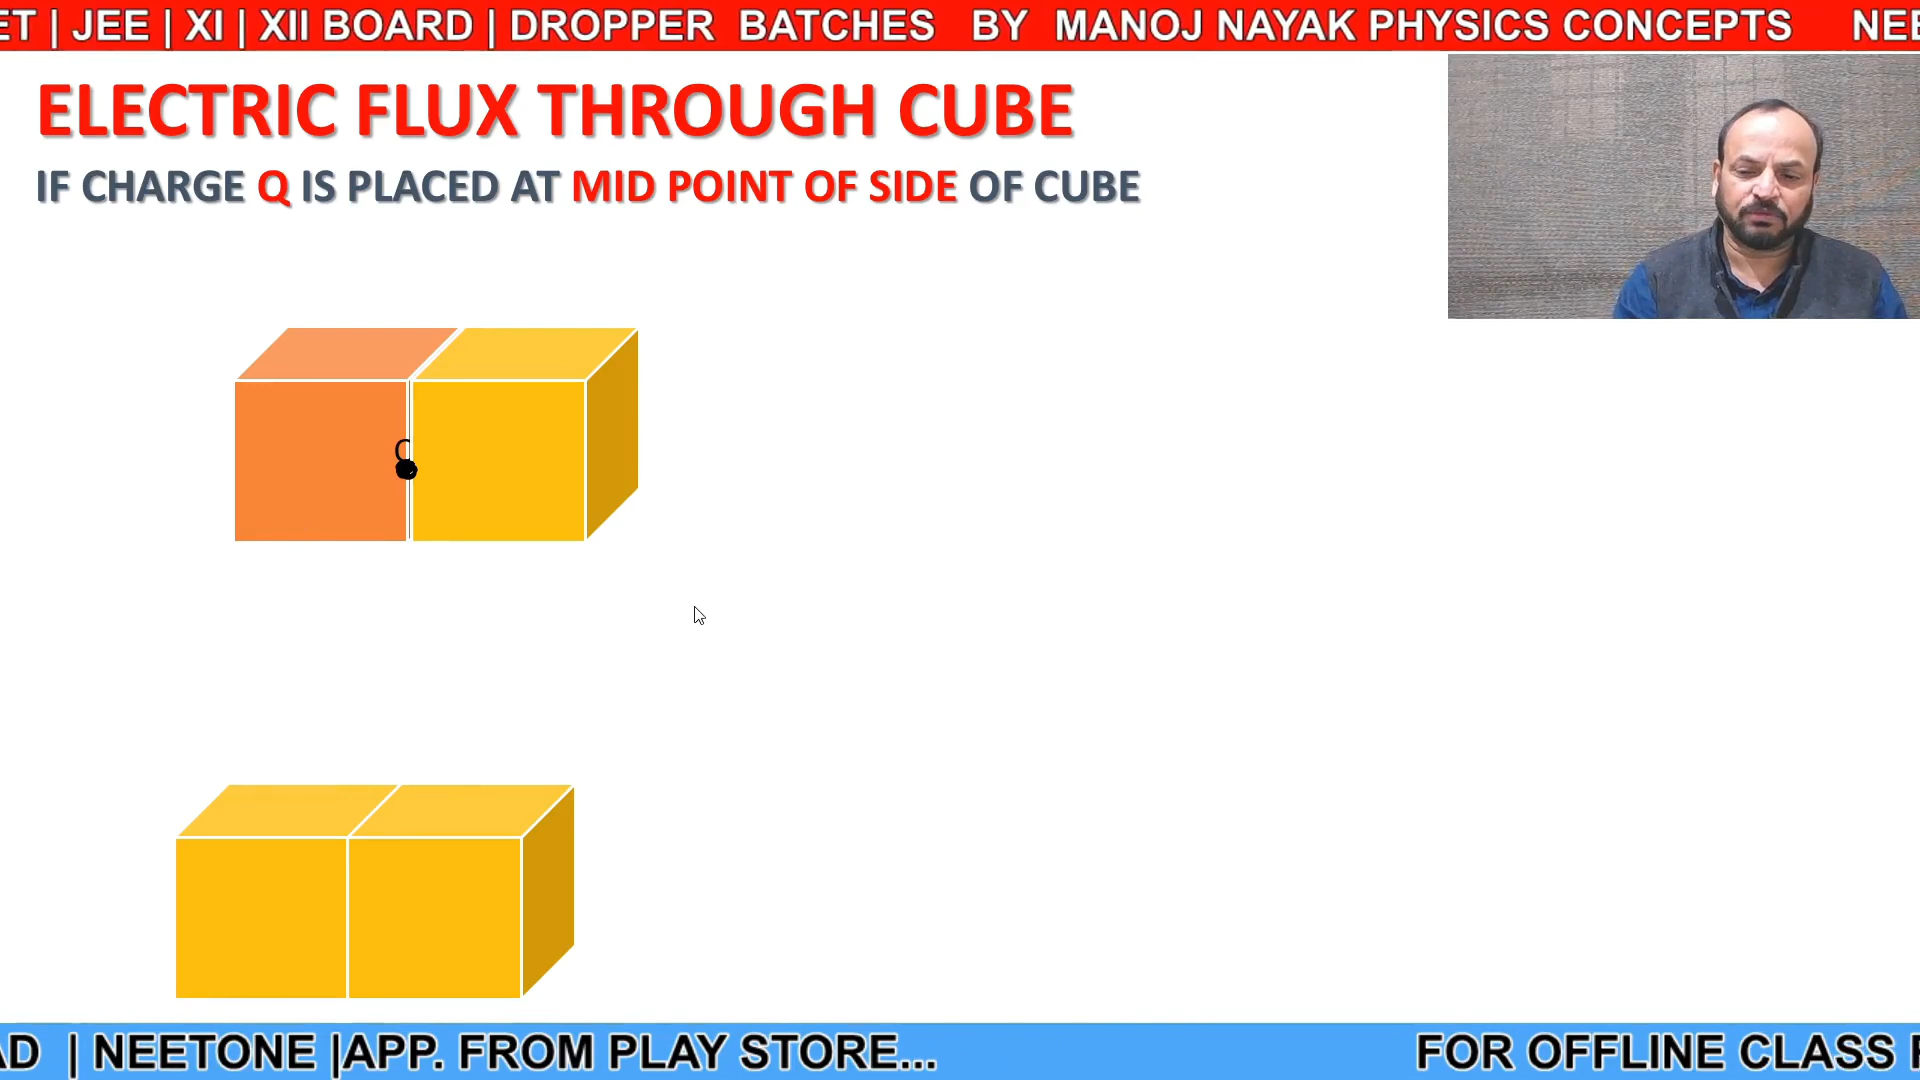 ET | JEE | XI | XII BOARD | DROPPER BATCHES BY MANOJ NAYAK PHYSICS CONCEPTS NEE
ELECTRIC FLUX THROUGH CUBE
IF CHARGE Q IS PLACED AT MID POINT OF SIDE OF CUBE
AD | NEETONE |APP. FROM PLAY STORE... FOR OFFLINE CLASS